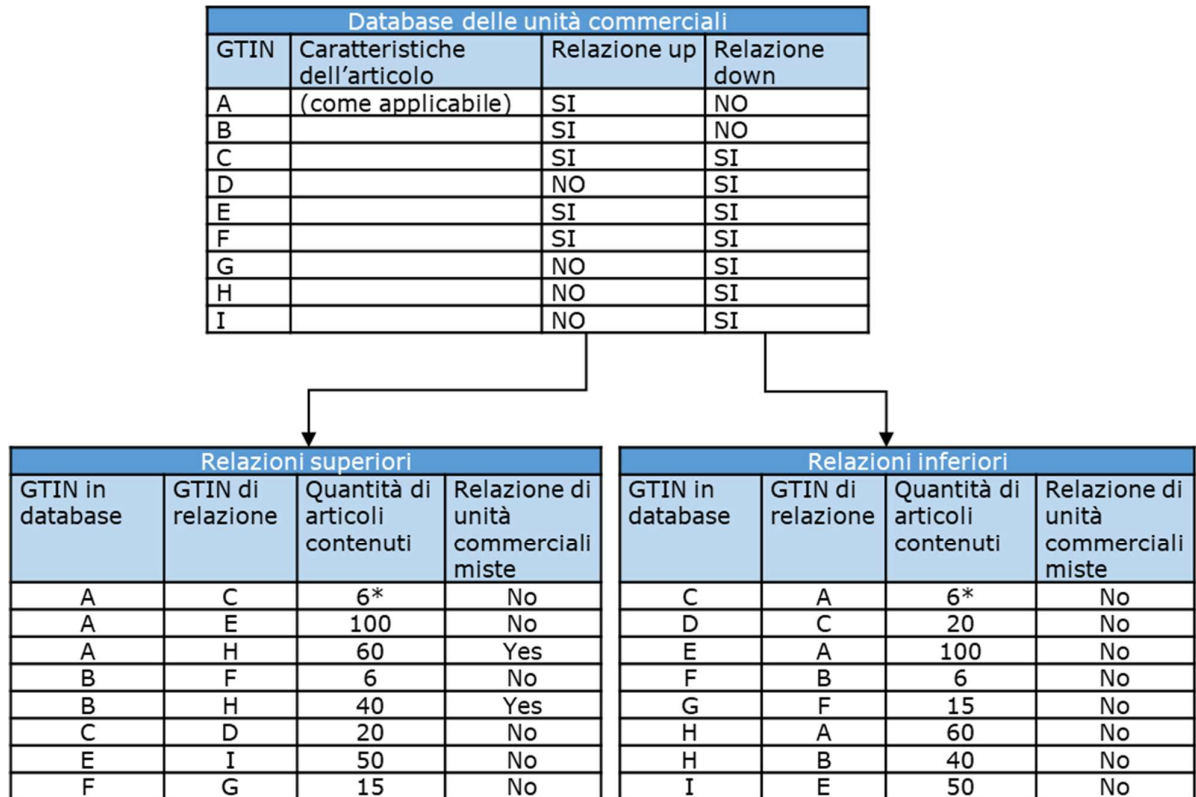 Database delle unità commerciali
GTIN Caratteristiche dell'articolo Relazione up Relazione down
A (come applicabile) SI NO
B SI NO
C SI SI
D NO SI
E SI SI
F SI SI
G NO SI
H NO SI
I NO SI
Relazioni superiori
GTIN in database GTIN di relazione Quantità di articoli contenuti Relazione di unità commerciali miste
A C 6* No
A E 100 No
A H 60 Yes
B F 6 No
B H 40 Yes
C D 20 No
E I 50 No
F G 15 No
Relazioni inferiori
GTIN in database GTIN di relazione Quantità di articoli contenuti Relazione di unità commerciali miste
C A 6* No
D C 20 No
E A 100 No
F B 6 No
G F 15 No
H A 60 No
H B 40 No
I E 50 No